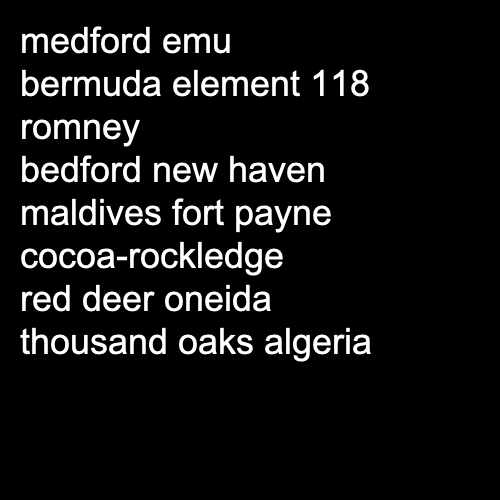 medford emu
bermuda element 118
romney
bedford new haven
maldives fort payne
cocoa-rockledge
red deer oneida
thousand oaks algeria